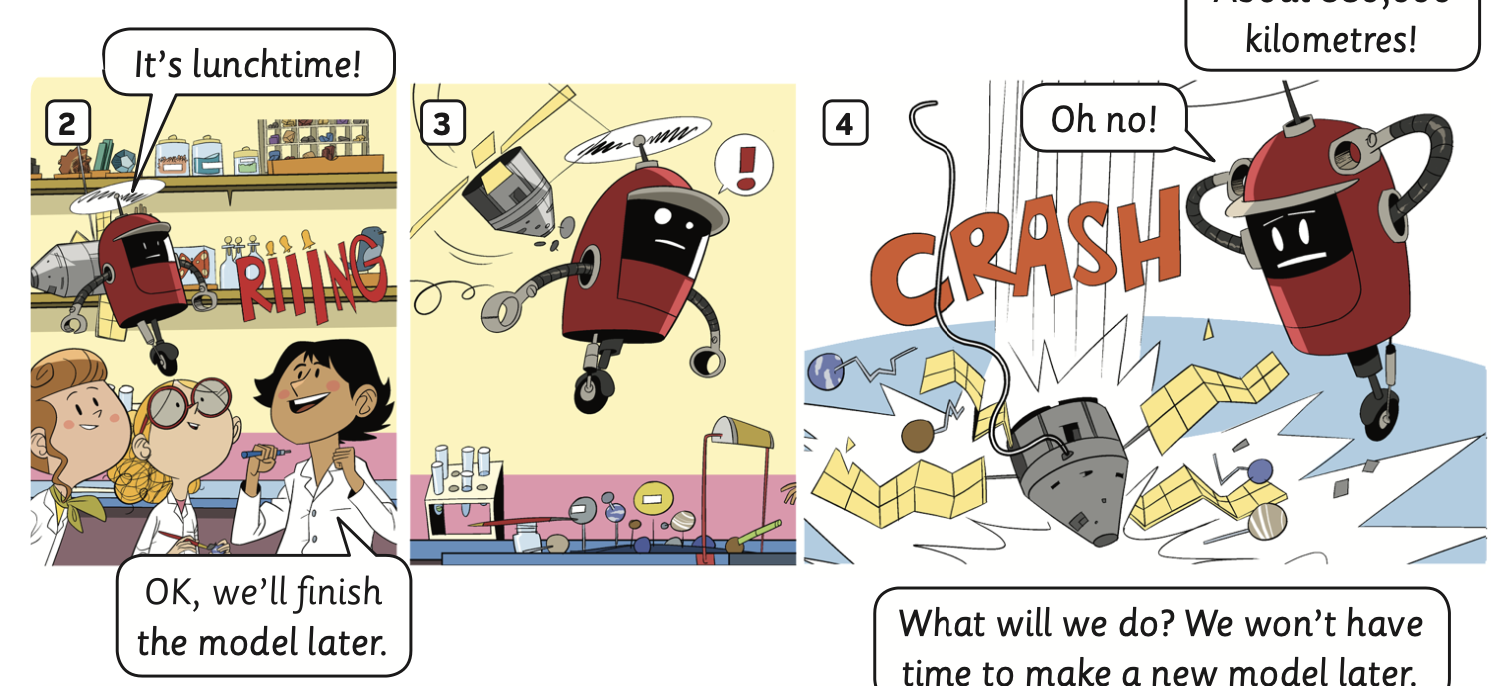 2
It's lunchtime!
RIIING
OK, we'll finish
the model later.
3
!
4
kilometres!
Oh no!
CRASH
What will we do? We won't have
time to make a new model later.